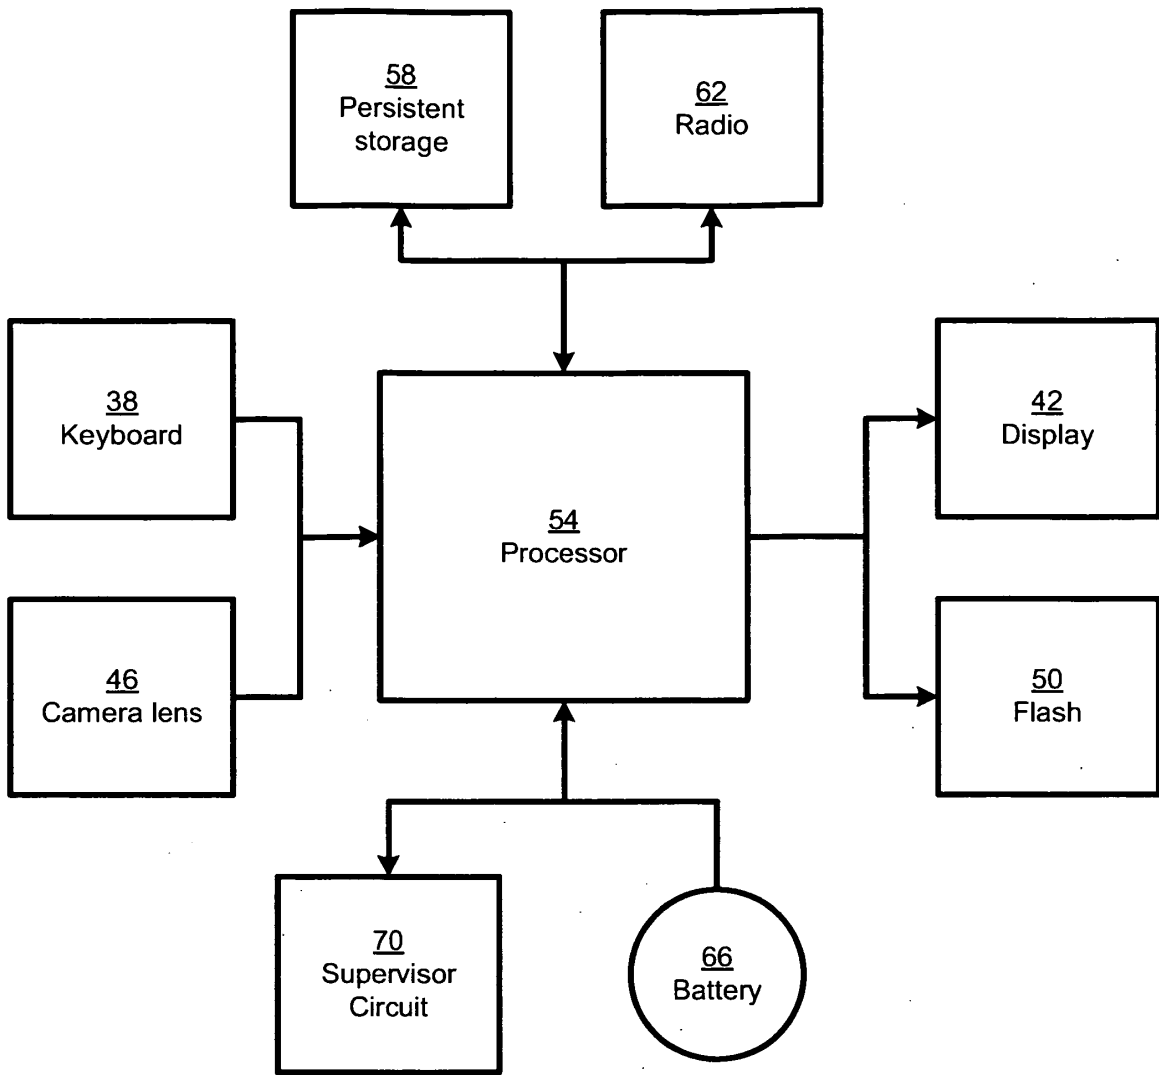 58
Persistent
storage
62
Radio
38
Keyboard
42
Display
54
Processor
46
Camera lens
50
Flash
70
Supervisor
Circuit
66
Battery